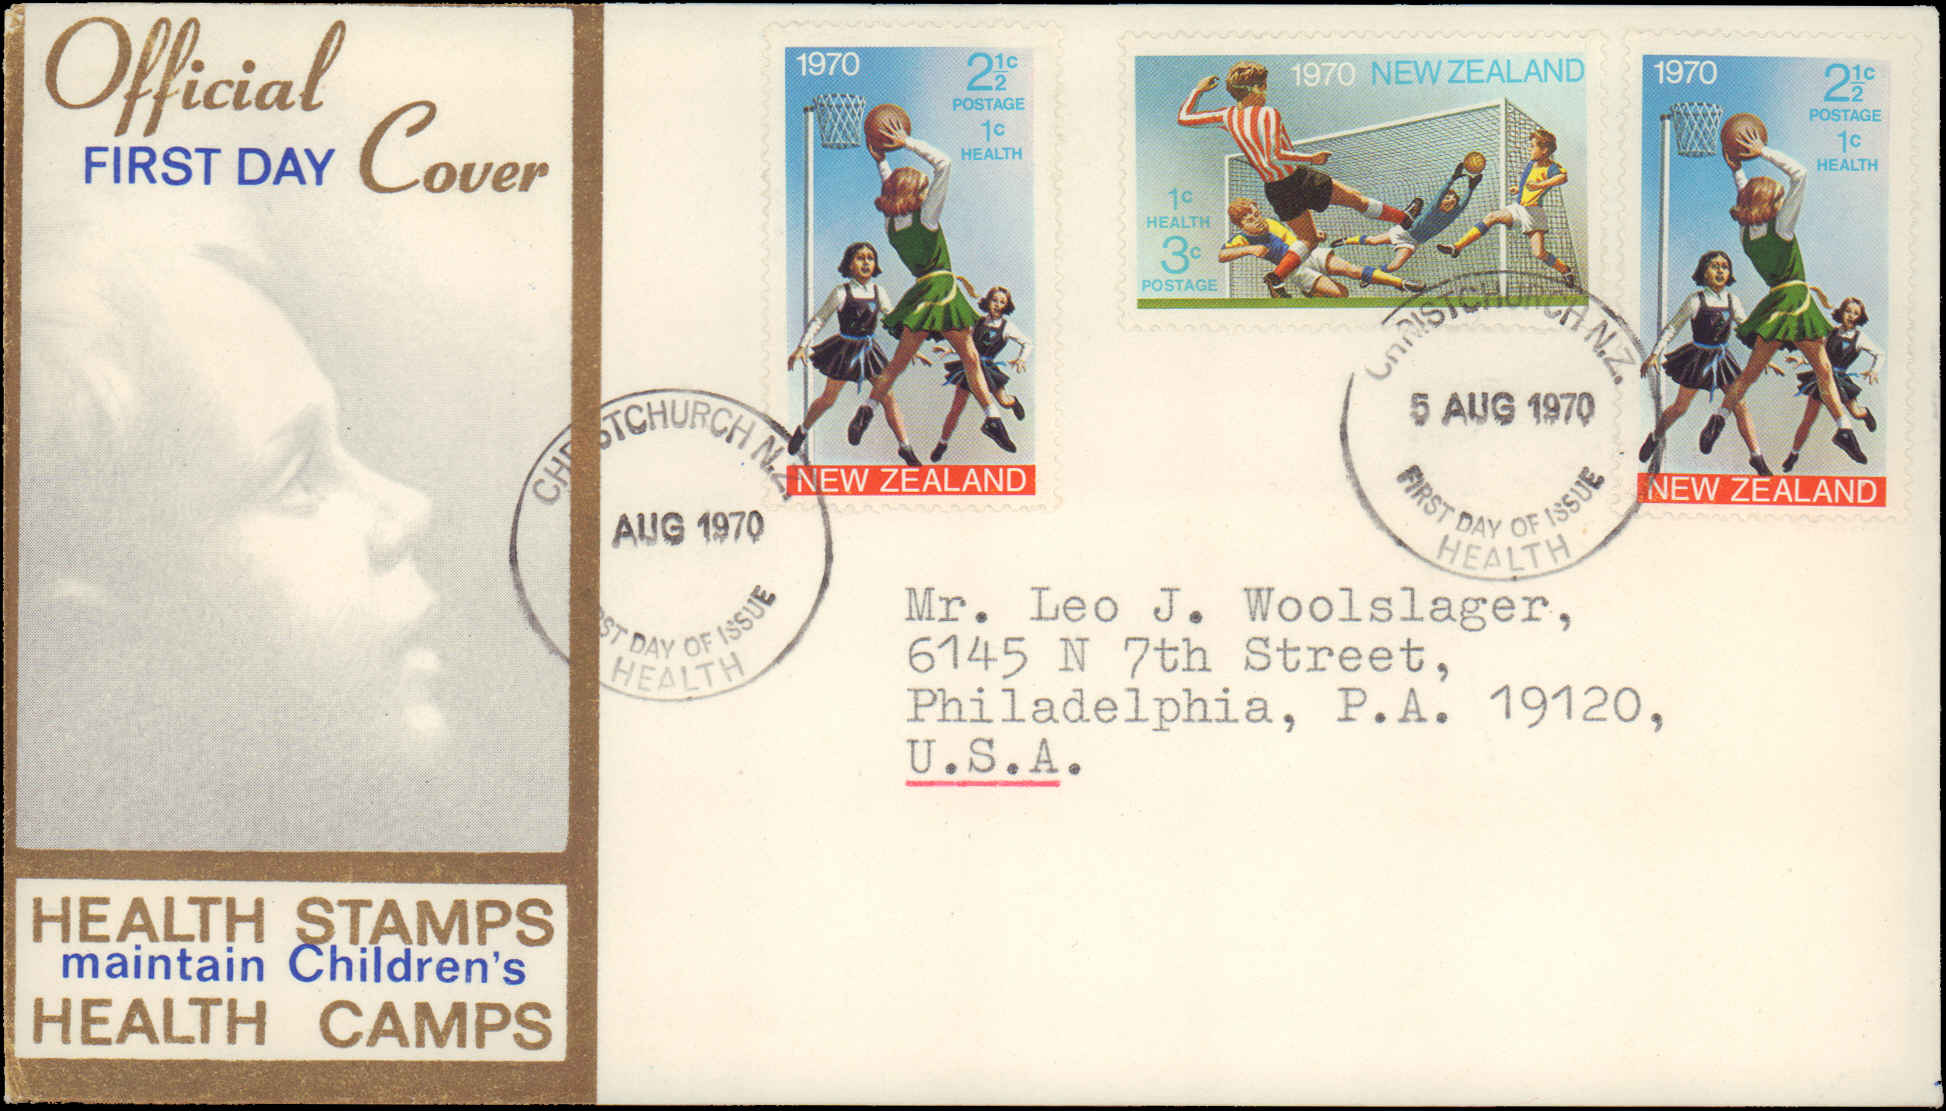 Official
FIRST DAY Cover
HEALTH STAMPS
maintain Children's
HEALTH CAMPS
1970
2½c
POSTAGE
1c
HEALTH
NEW ZEALAND
1970 NEW ZEALAND
1c
HEALTH
3c
POSTAGE
1970
2½c
POSTAGE
1c
HEALTH
NEW ZEALAND
CHRISTCHURCH N.Z.
AUG 1970
FIRST DAY OF ISSUE
HEALTH
CHRISTCHURCH N.Z.
5 AUG 1970
FIRST DAY OF ISSUE
HEALTH
Mr. Leo J. Woolslager,
6145 N 7th Street,
Philadelphia, P.A. 19120,
U.S.A.